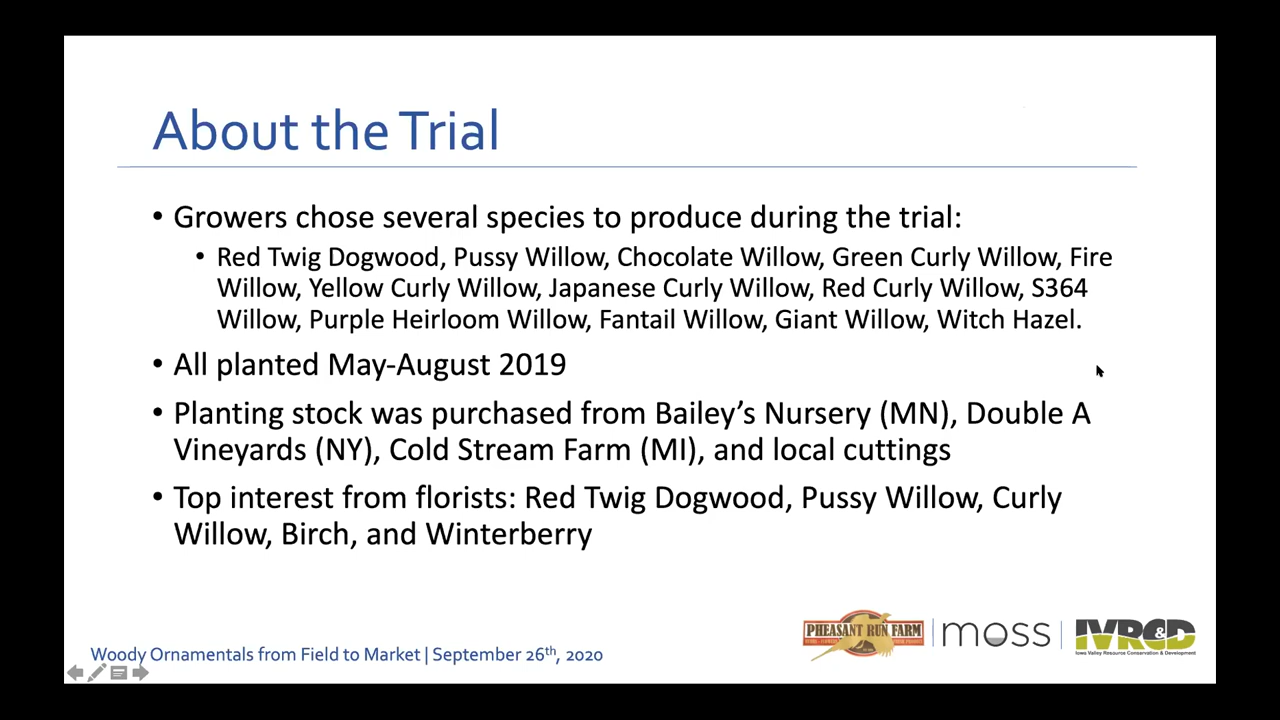 About the Trial
• Growers chose several species to produce during the trial:
• Red Twig Dogwood, Pussy Willow, Chocolate Willow, Green Curly Willow, Fire
Willow, Yellow Curly Willow, Japanese Curly Willow, Red Curly Willow, S364
Willow, Purple Heirloom Willow, Fantail Willow, Giant Willow, Witch Hazel.
• All planted May-August 2019
• Planting stock was purchased from Bailey’s Nursery (MN), Double A
Vineyards (NY), Cold Stream Farm (MI), and local cuttings
• Top interest from florists: Red Twig Dogwood, Pussy Willow, Curly
Willow, Birch, and Winterberry
Woody Ornamentals from Field to Market | September 26th, 2020
PHEASANT RUN FARM
moss
IVRC&D
Iowa Valley Resource Conservation & Development